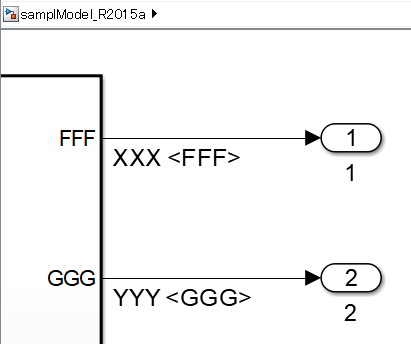 samplModel_R2015a
FFF
XXX <FFF>
1
1
GGG
YYY <GGG>
2
2